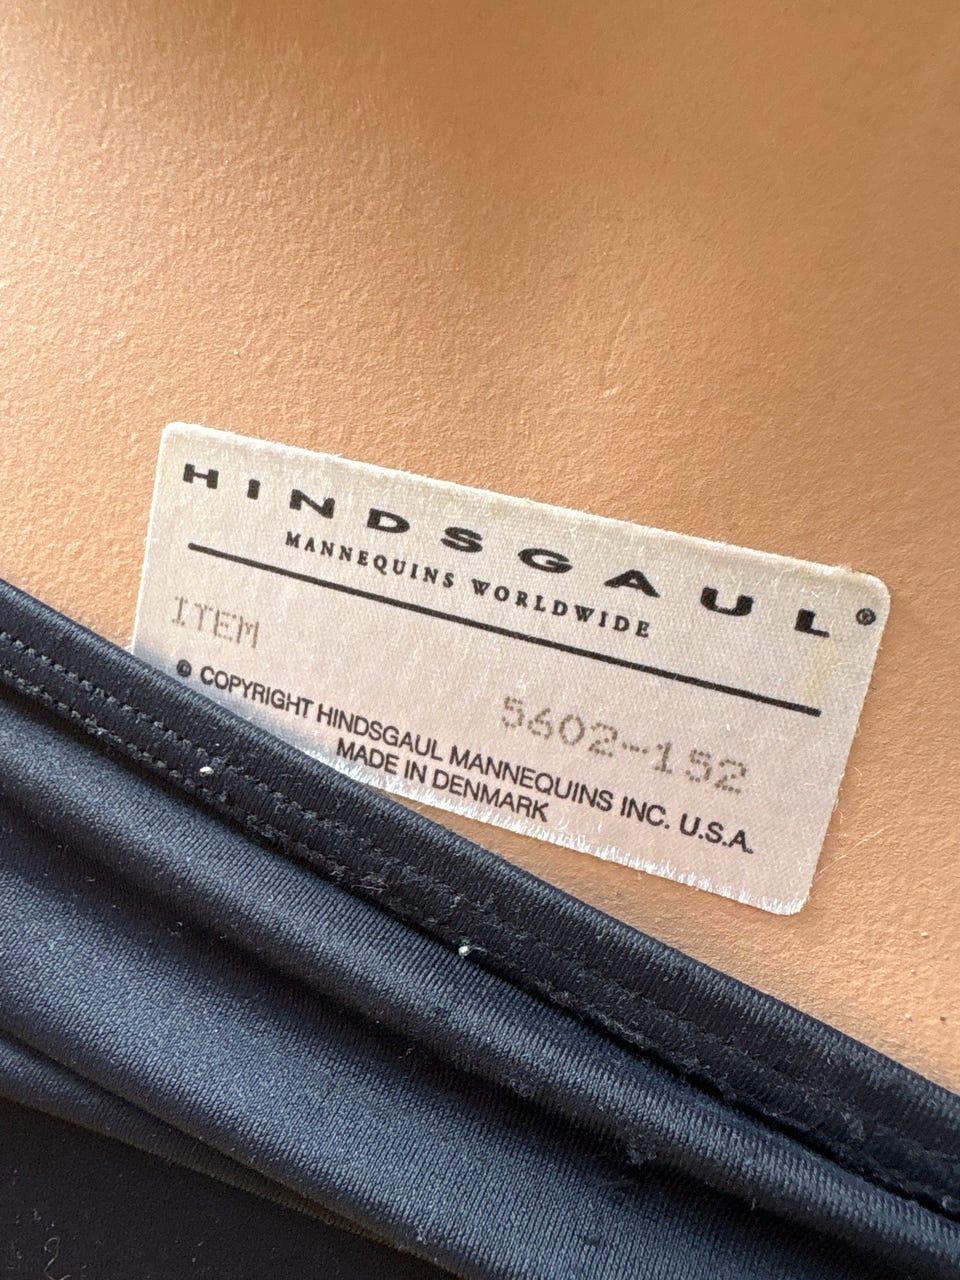 HINDSGAUL®
MANNEQUINS WORLDWIDE
ITEM
5602-152
© COPYRIGHT HINDSGAUL MANNEQUINS INC. U.S.A.
MADE IN DENMARK